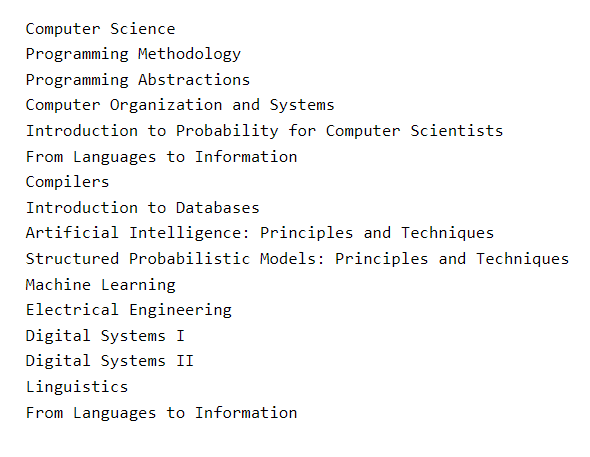 Computer Science
Programming Methodology
Programming Abstractions
Computer Organization and Systems
Introduction to Probability for Computer Scientists
From Languages to Information
Compilers
Introduction to Databases
Artificial Intelligence: Principles and Techniques
Structured Probabilistic Models: Principles and Techniques
Machine Learning
Electrical Engineering
Digital Systems I
Digital Systems II
Linguistics
From Languages to Information